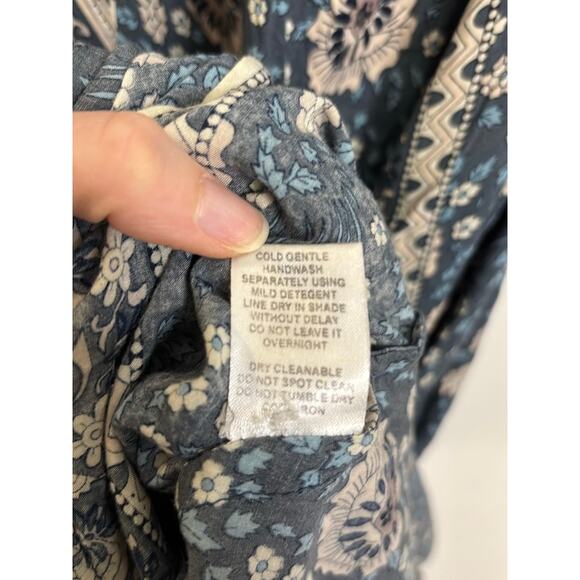 COLD GENTLE
HANDWASH
SEPARATELY USING
MILD DETEGENT
LINE DRY IN SHADE
WITHOUT DELAY
DO NOT LEAVE IT
OVERNIGHT
DRY CLEANABLE
DO NOT SPOT CLEAN
DO NOT TUMBLE DRY
IRON